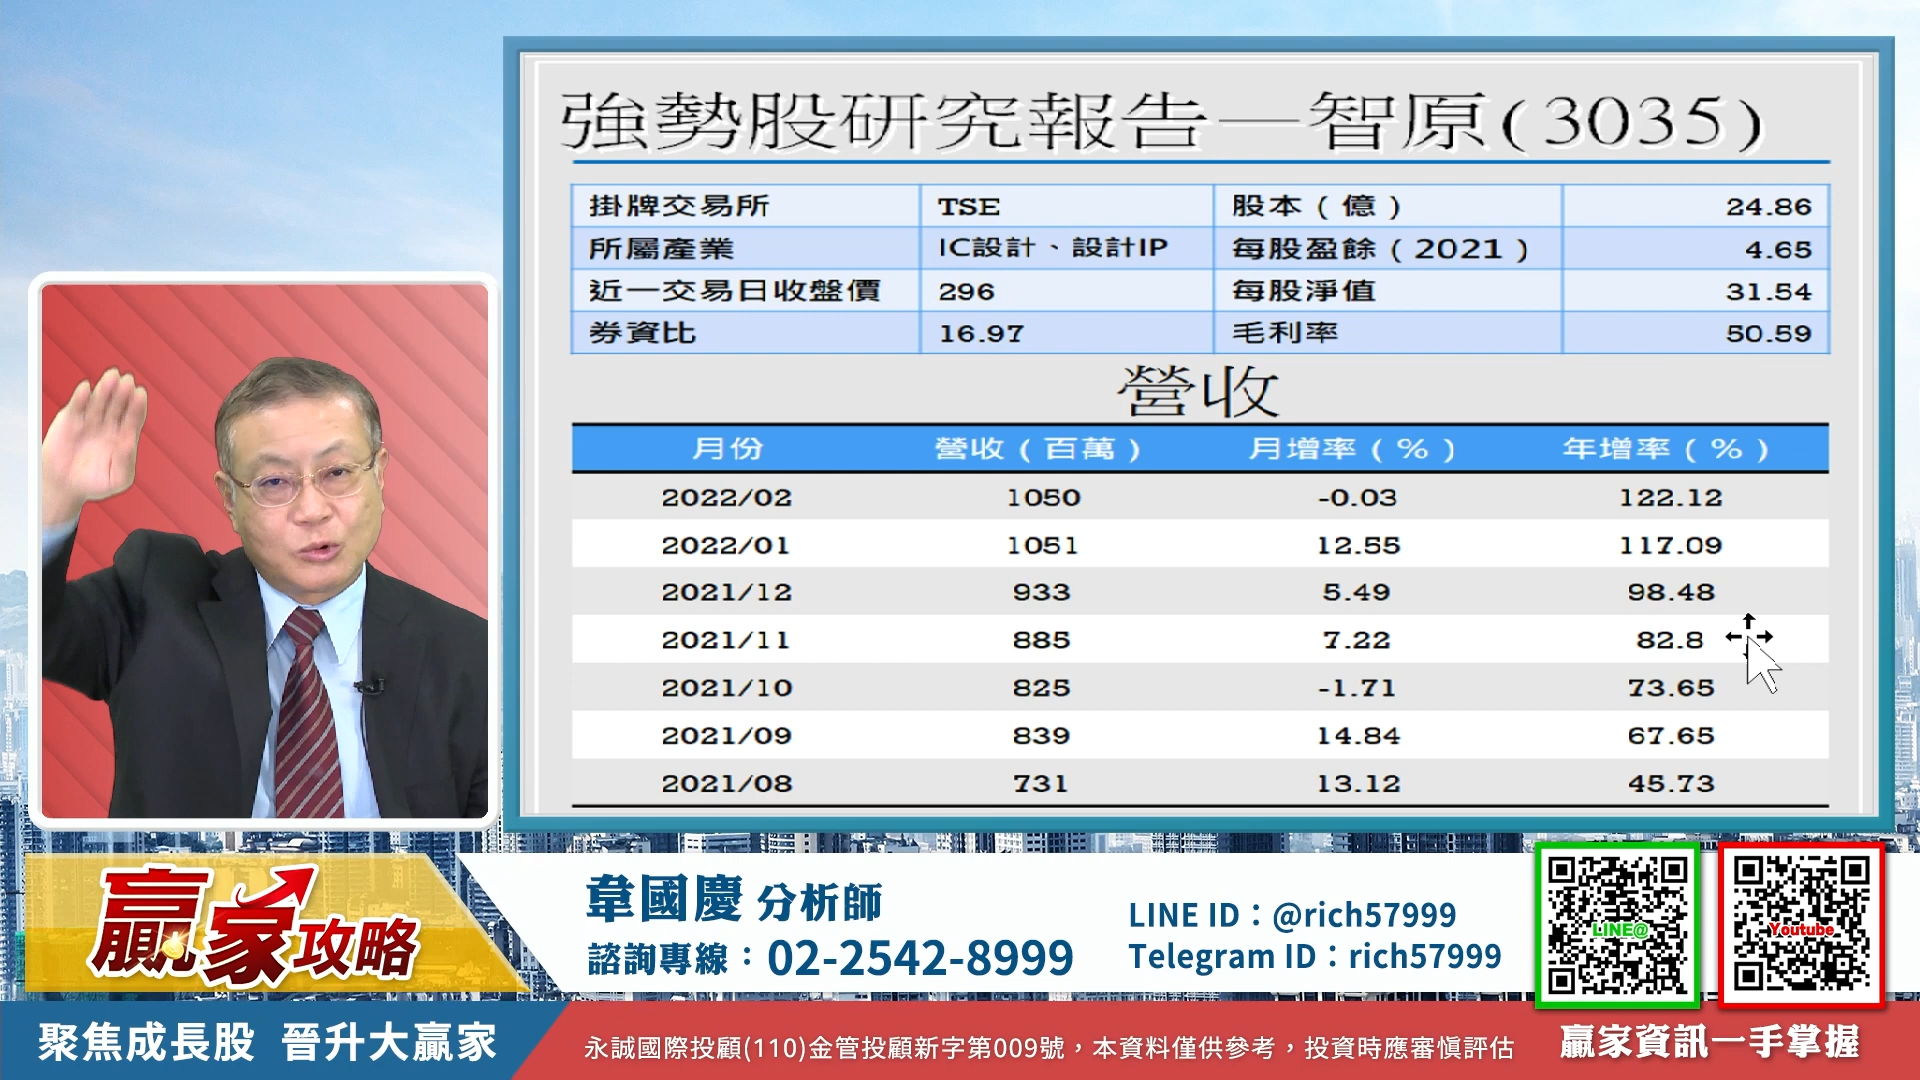 強勢股研究報告—智原(3035)
掛牌交易所 TSE 股本（億） 24.86
所屬產業 IC設計、設計IP 每股盈餘（2021） 4.65
近一交易日收盤價 296 每股淨值 31.54
券資比 16.97 毛利率 50.59
營收
月份 營收（百萬） 月增率（%） 年增率（%）
2022/02 1050 -0.03 122.12
2022/01 1051 12.55 117.09
2021/12 933 5.49 98.48
2021/11 885 7.22 82.8
2021/10 825 -1.71 73.65
2021/09 839 14.84 67.65
2021/08 731 13.12 45.73
贏家攻略
韋國慶 分析師
諮詢專線：02-2542-8999
LINE ID：@rich57999
Telegram ID：rich57999
LINE@
Youtube
聚焦成長股 晉升大贏家
永誠國際投顧(110)金管投顧新字第009號，本資料僅供參考，投資時應審慎評估
贏家資訊一手掌握